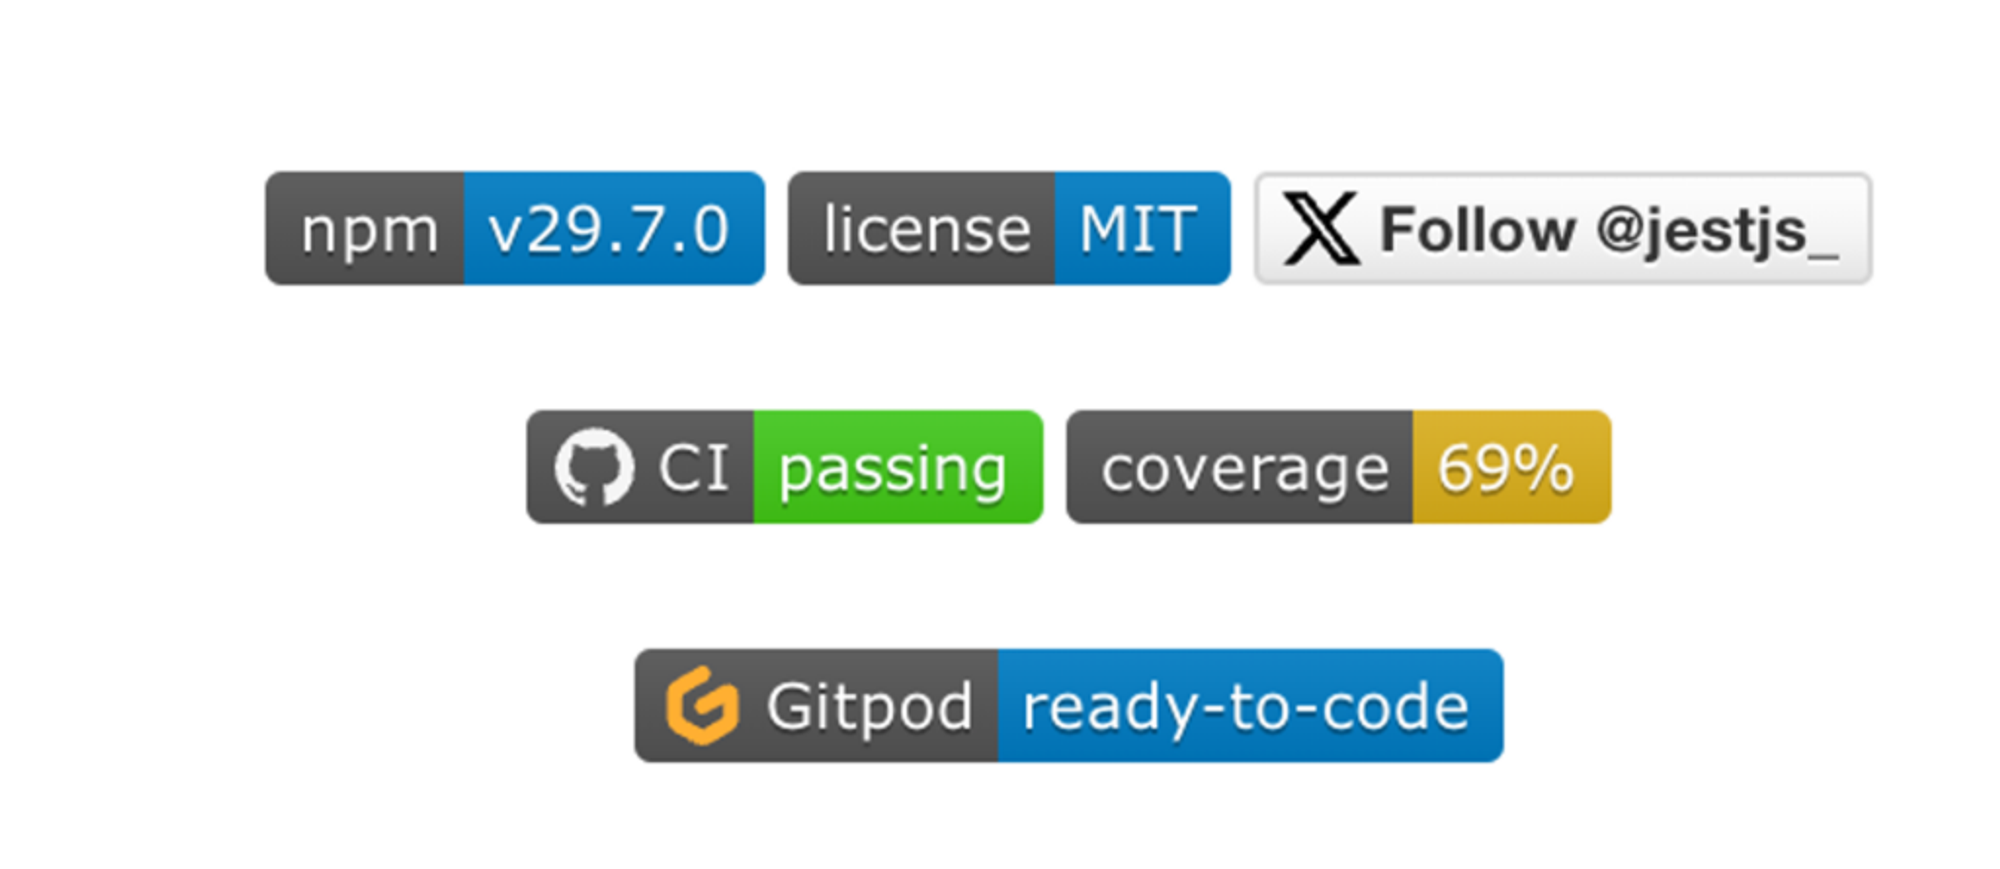 npm v29.7.0 license MIT Follow @jestjs_
CI passing coverage 69%
Gitpod ready-to-code